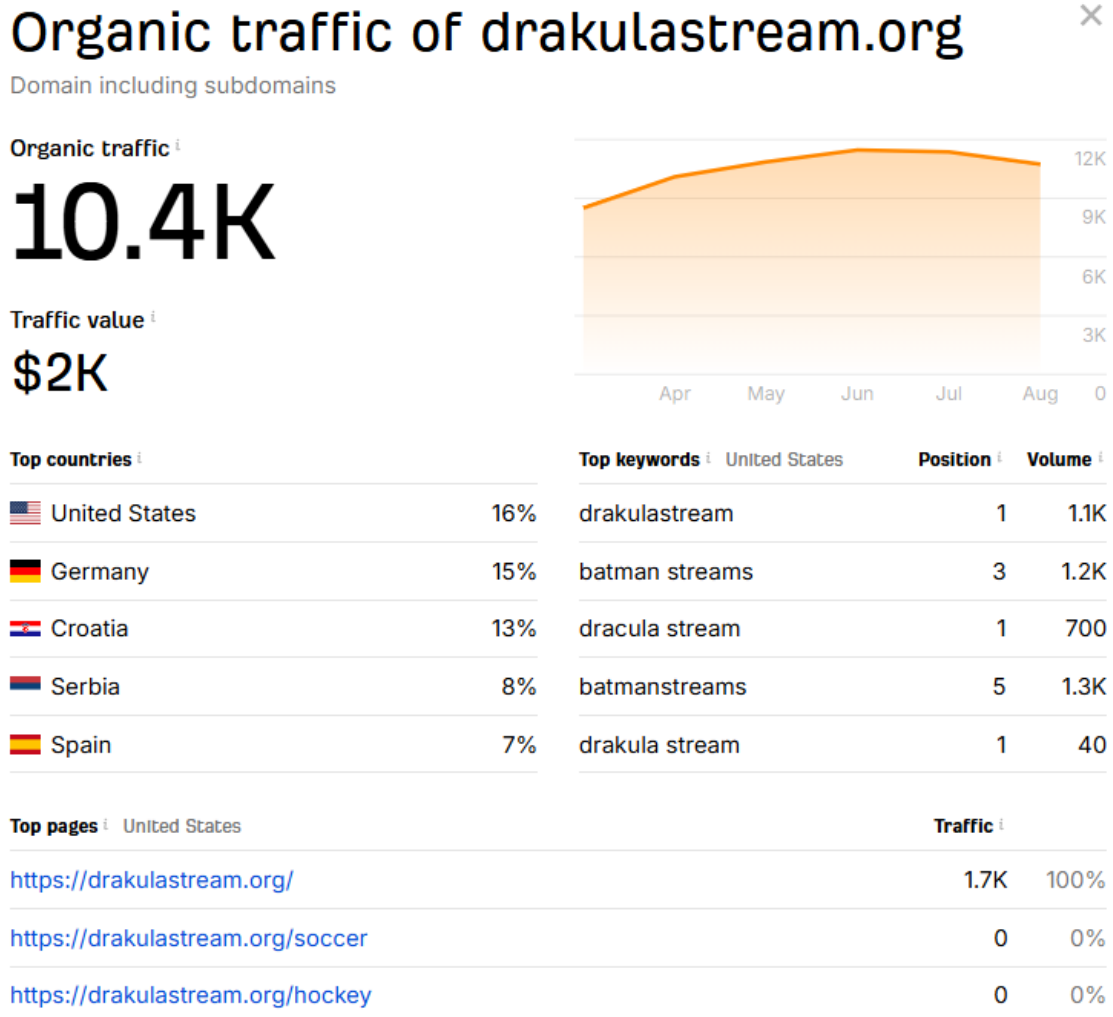 Organic traffic of drakulastream.org
Domain including subdomains
Organic traffic i
10.4K
Traffic value i
$2K
12K
9K
6K
3K
Apr May Jun Jul Aug 0
Top countries i
United States 16%
Germany 15%
Croatia 13%
Serbia 8%
Spain 7%
Top keywords i United States Position i Volume i
drakulastream 1 1.1K
batman streams 3 1.2K
dracula stream 1 700
batmanstreams 5 1.3K
drakula stream 1 40
Top pages i United States Traffic i
https://drakulastream.org/ 1.7K 100%
https://drakulastream.org/soccer 0 0%
https://drakulastream.org/hockey 0 0%